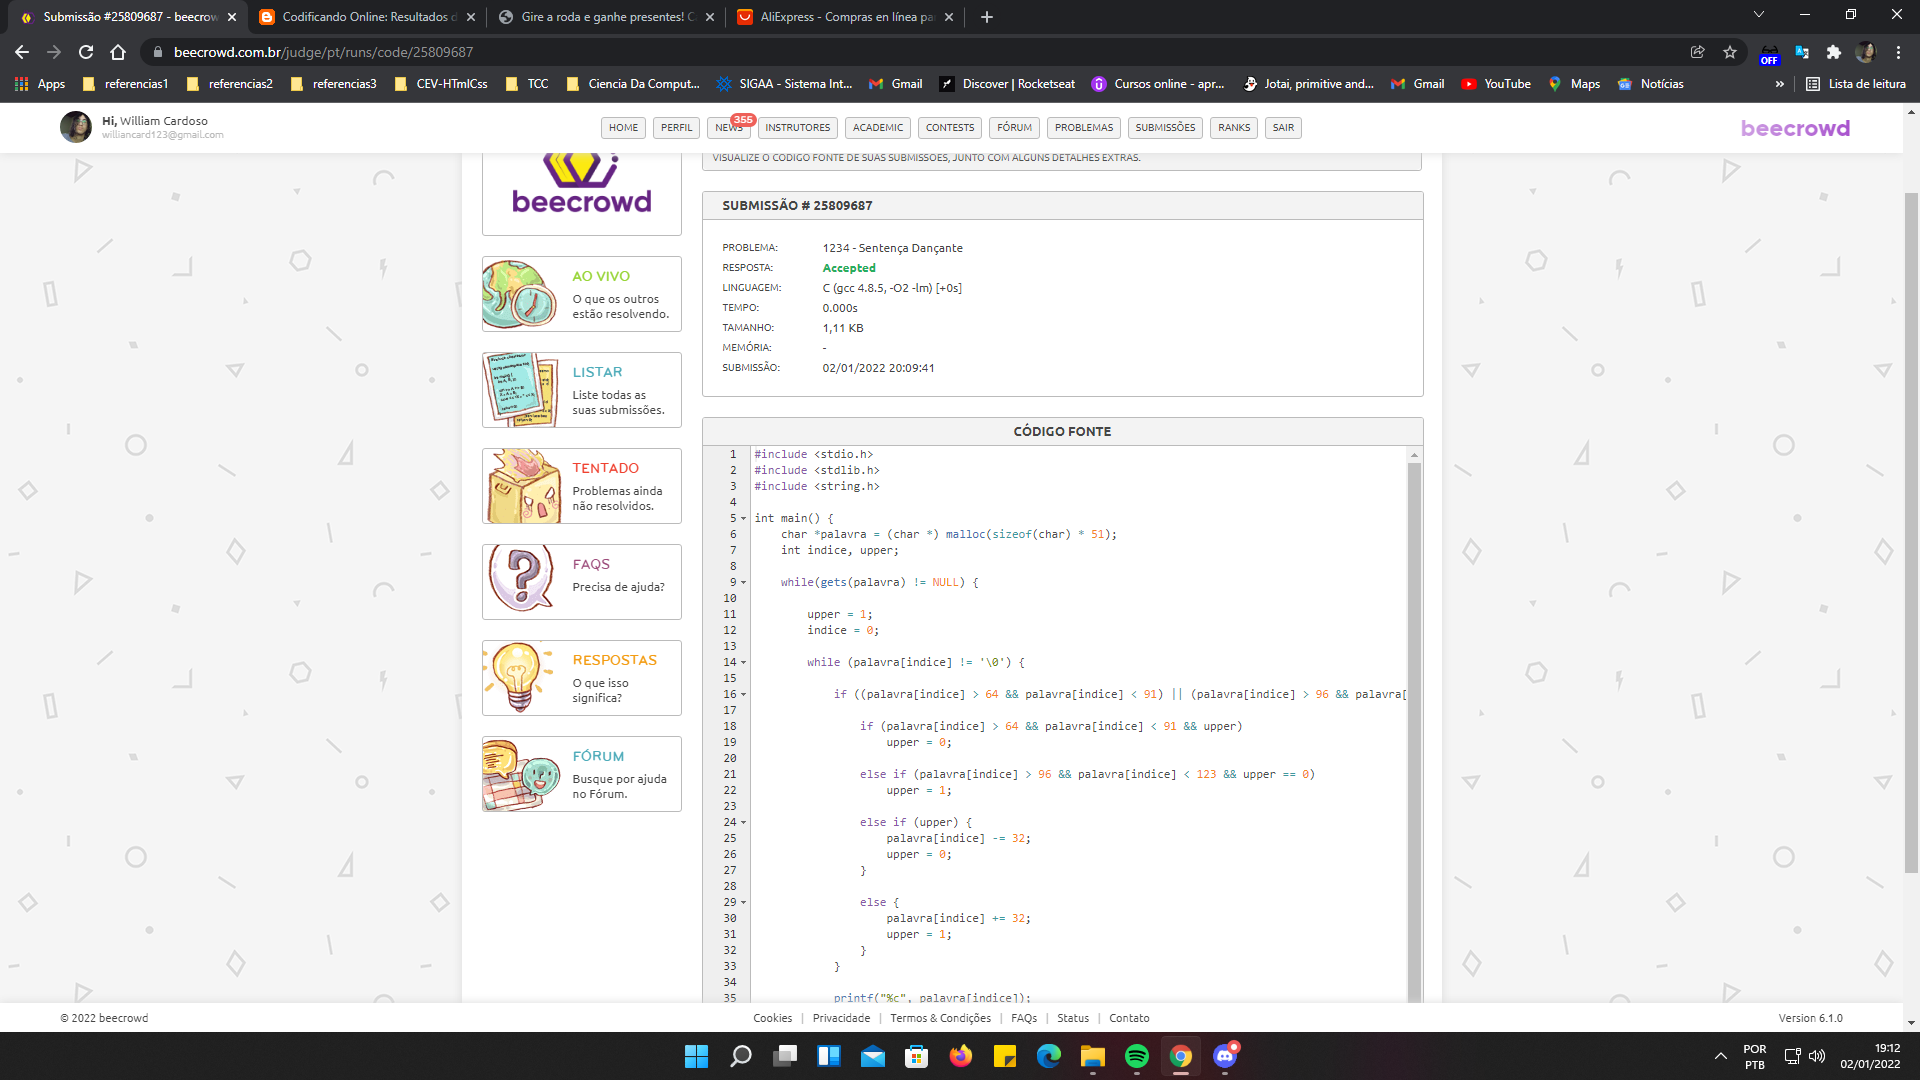 Submissão #25809687 - beecrow
Codificando Online: Resultados d
Gire a roda e ganhe presentes! C
AliExpress - Compras en línea pa
beecrowd.com.br/judge/pt/runs/code/25809687
OFF
Apps
referencias1
referencias2
referencias3
CEV-HTmlCss
TCC
Ciencia Da Comput...
SIGAA - Sistema Int...
Gmail
Discover | Rocketseat
Cursos online - apr...
Jotai, primitive and...
Gmail
YouTube
Maps
Notícias
»
Lista de leitura
Hi, William Cardoso
williancard123@gmail.com
HOME
PERFIL
NEWS
355
INSTRUTORES
ACADEMIC
CONTESTS
FÓRUM
PROBLEMAS
SUBMISSÕES
RANKS
SAIR
beecrowd
VISUALIZE O CÓDIGO FONTE DE SUAS SUBMISSÕES, JUNTO COM ALGUNS DETALHES EXTRAS.
beecrowd
AO VIVO
O que os outros
estão resolvendo.
LISTAR
Liste todas as
suas submissões.
TENTADO
Problemas ainda
não resolvidos.
FAQS
Precisa de ajuda?
RESPOSTAS
O que isso
significa?
FÓRUM
Busque por ajuda
no Fórum.
SUBMISSÃO # 25809687
PROBLEMA: 1234 - Sentença Dançante
RESPOSTA: Accepted
LINGUAGEM: C (gcc 4.8.5, -O2 -lm) [+0s]
TEMPO: 0.000s
TAMANHO: 1,11 KB
MEMÓRIA: -
SUBMISSÃO: 02/01/2022 20:09:41
CÓDIGO FONTE
1 #include <stdio.h>
2 #include <stdlib.h>
3 #include <string.h>
4
5 int main() {
6 char *palavra = (char *) malloc(sizeof(char) * 51);
7 int indice, upper;
8
9 while(gets(palavra) != NULL) {
10
11 upper = 1;
12 indice = 0;
13
14 while (palavra[indice] != '\0') {
15
16 if ((palavra[indice] > 64 && palavra[indice] < 91) || (palavra[indice] > 96 && palavra[
17
18 if (palavra[indice] > 64 && palavra[indice] < 91 && upper)
19 upper = 0;
20
21 else if (palavra[indice] > 96 && palavra[indice] < 123 && upper == 0)
22 upper = 1;
23
24 else if (upper) {
25 palavra[indice] -= 32;
26 upper = 0;
27 }
28
29 else {
30 palavra[indice] += 32;
31 upper = 1;
32 }
33 }
34
35 printf("%c", palavra[indice]);
© 2022 beecrowd
Cookies | Privacidade | Termos & Condições | FAQs | Status | Contato
Version 6.1.0
POR
PTB
19:12
02/01/2022